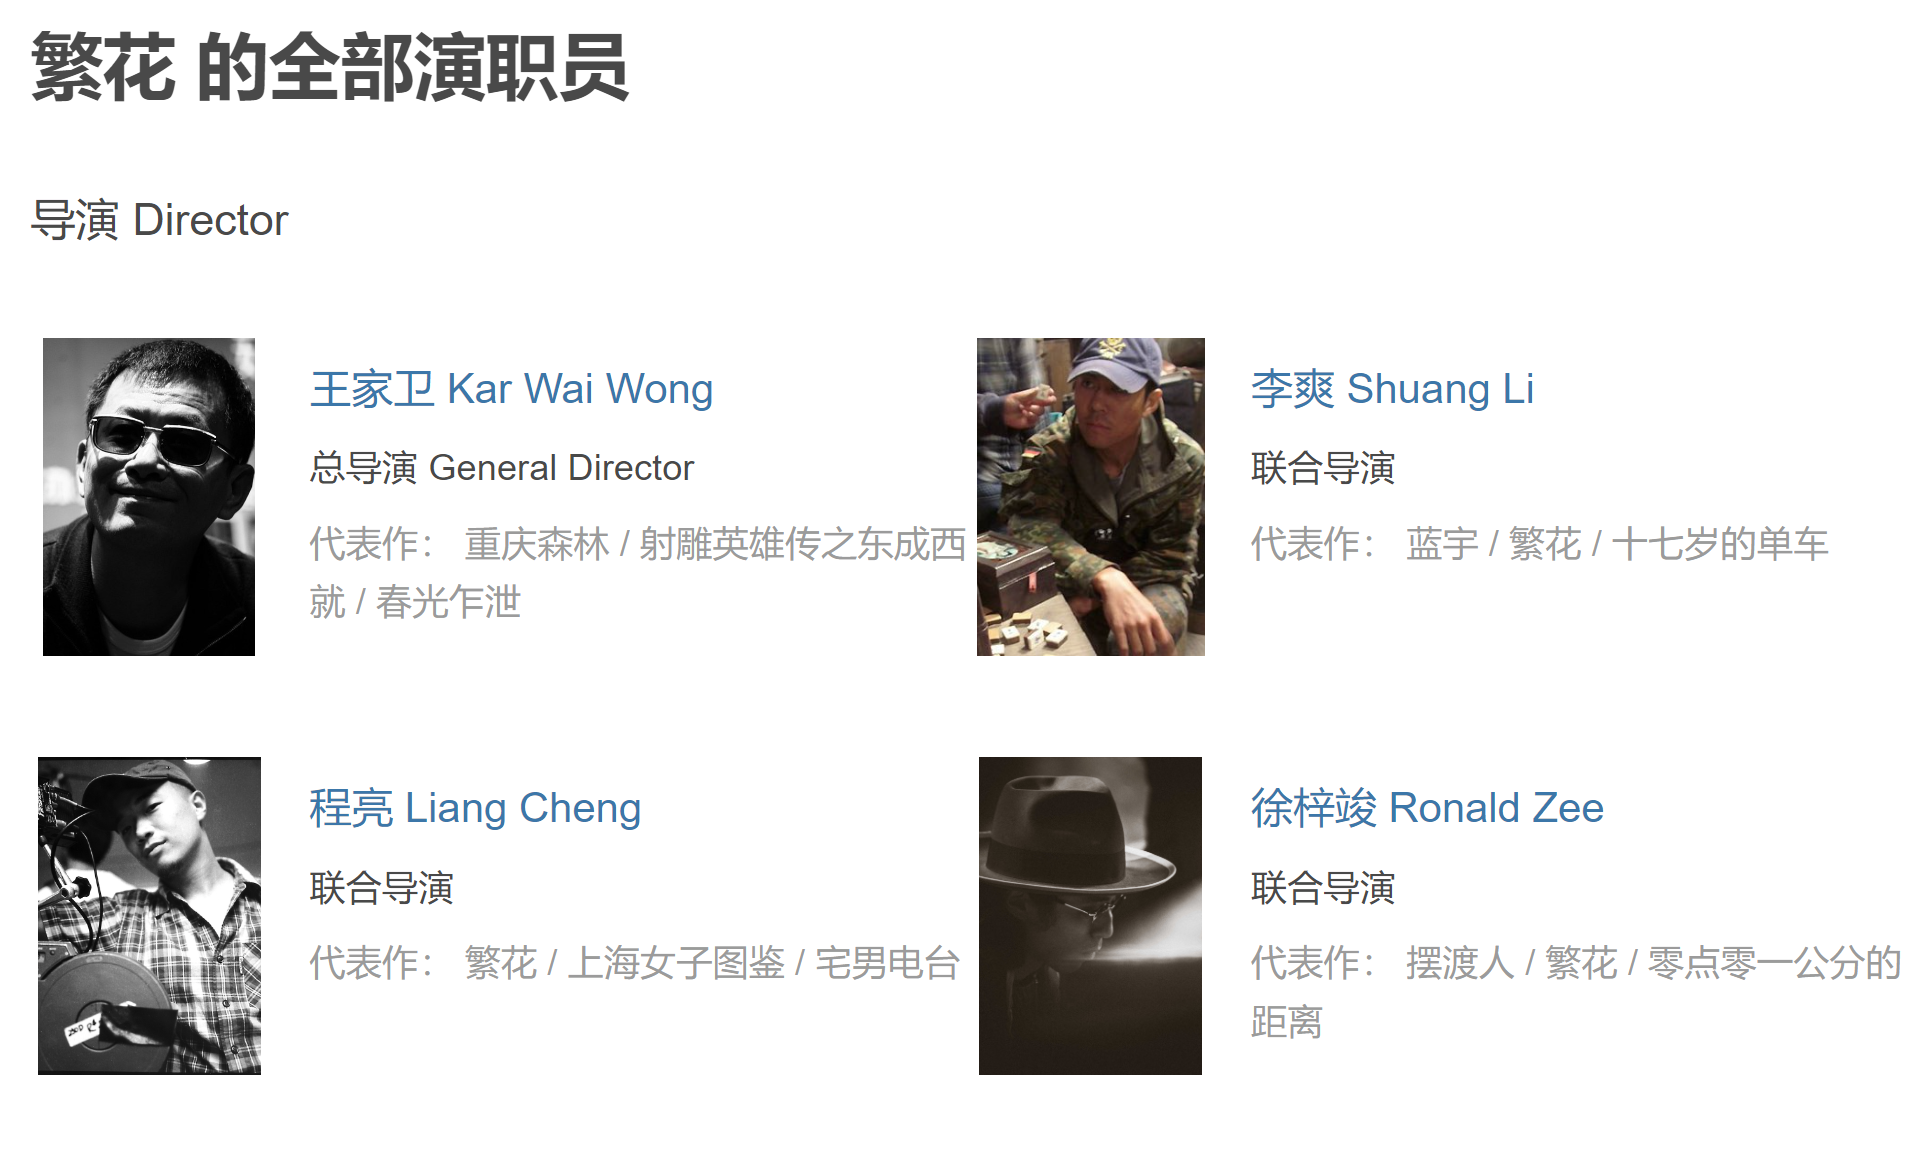 繁花 的全部演职员
导演 Director
王家卫 Kar Wai Wong
总导演 General Director
代表作： 重庆森林 / 射雕英雄传之东成西
就 / 春光乍泄
李爽 Shuang Li
联合导演
代表作： 蓝宇 / 繁花 / 十七岁的单车
程亮 Liang Cheng
联合导演
代表作： 繁花 / 上海女子图鉴 / 宅男电台
徐梓竣 Ronald Zee
联合导演
代表作： 摆渡人 / 繁花 / 零点零一公分的
距离